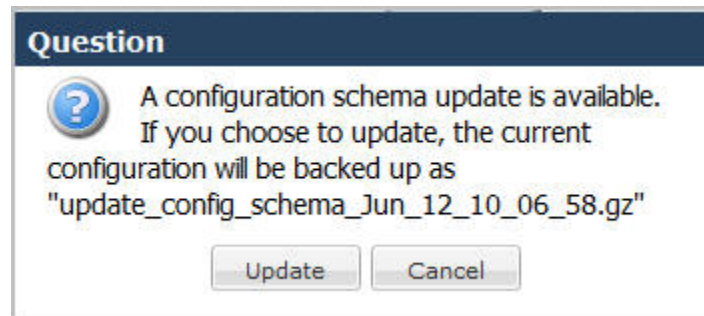 Question
A configuration schema update is available.
If you choose to update, the current
configuration will be backed up as
"update_config_schema_Jun_12_10_06_58.gz"
Update Cancel